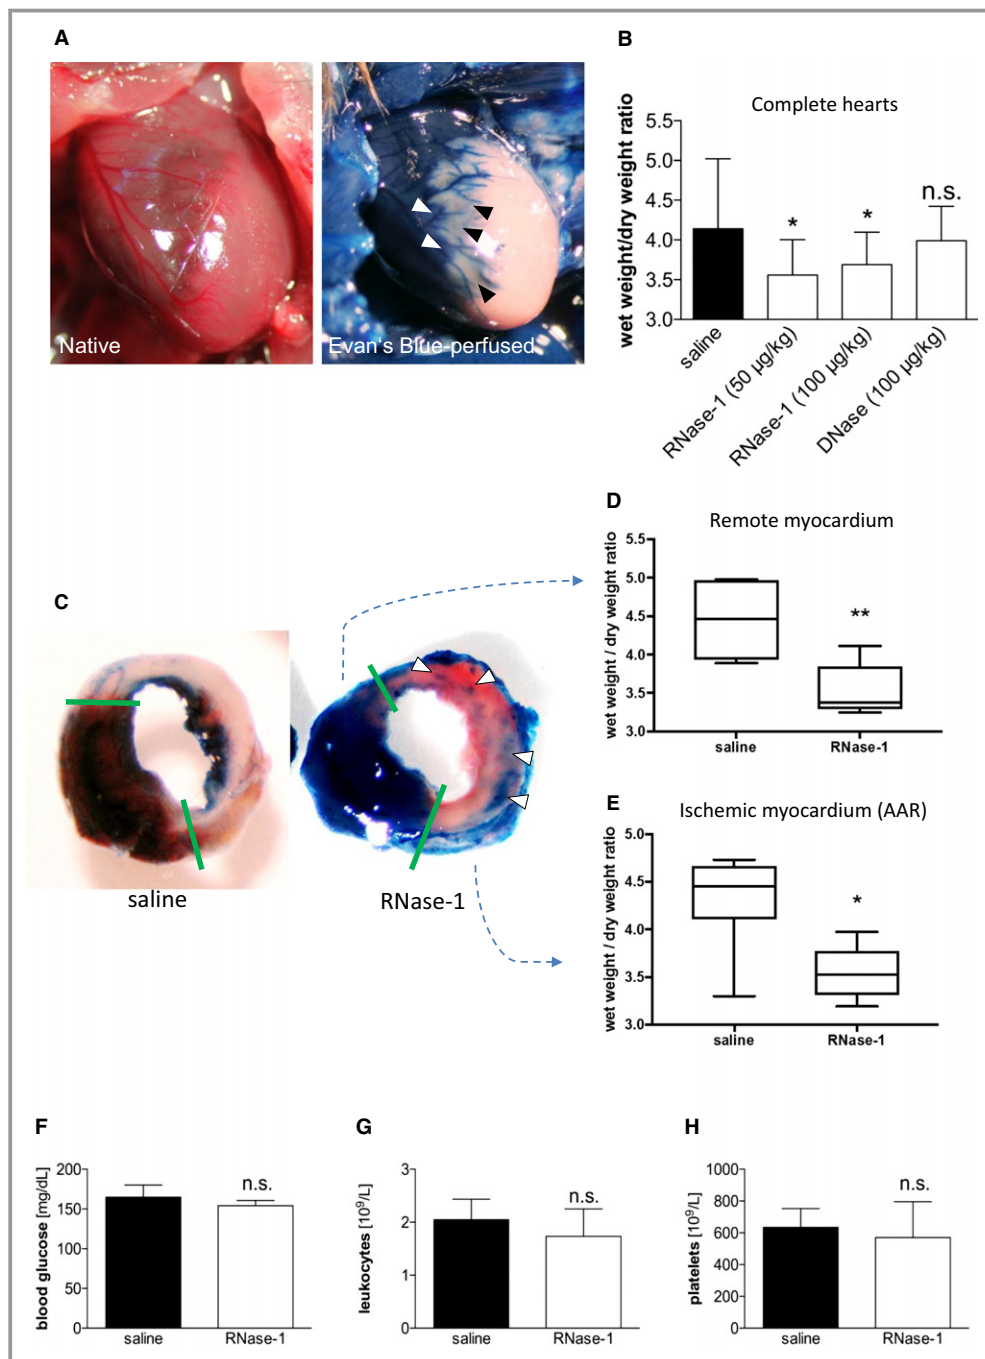 A
Native
Evan's Blue-perfused
B
Complete hearts
wet weight/dry weight ratio
5.5
5.0
4.5
4.0
3.5
3.0
*
*
n.s.
saline
RNase-1 (50 µg/kg)
RNase-1 (100 µg/kg)
DNase (100 µg/kg)
C
saline
RNase-1
D
Remote myocardium
wet weight / dry weight ratio
5.5
5.0
4.5
4.0
3.5
3.0
**
saline
RNase-1
E
Ischemic myocardium (AAR)
wet weight / dry weight ratio
5.0
4.5
4.0
3.5
3.0
*
saline
RNase-1
F
blood glucose [mg/dL]
200
150
100
50
0
n.s.
saline
RNase-1
G
leukocytes [10⁹/L]
3
2
1
0
n.s.
saline
RNase-1
H
platelets [10⁹/L]
1000
800
600
400
200
0
n.s.
saline
RNase-1